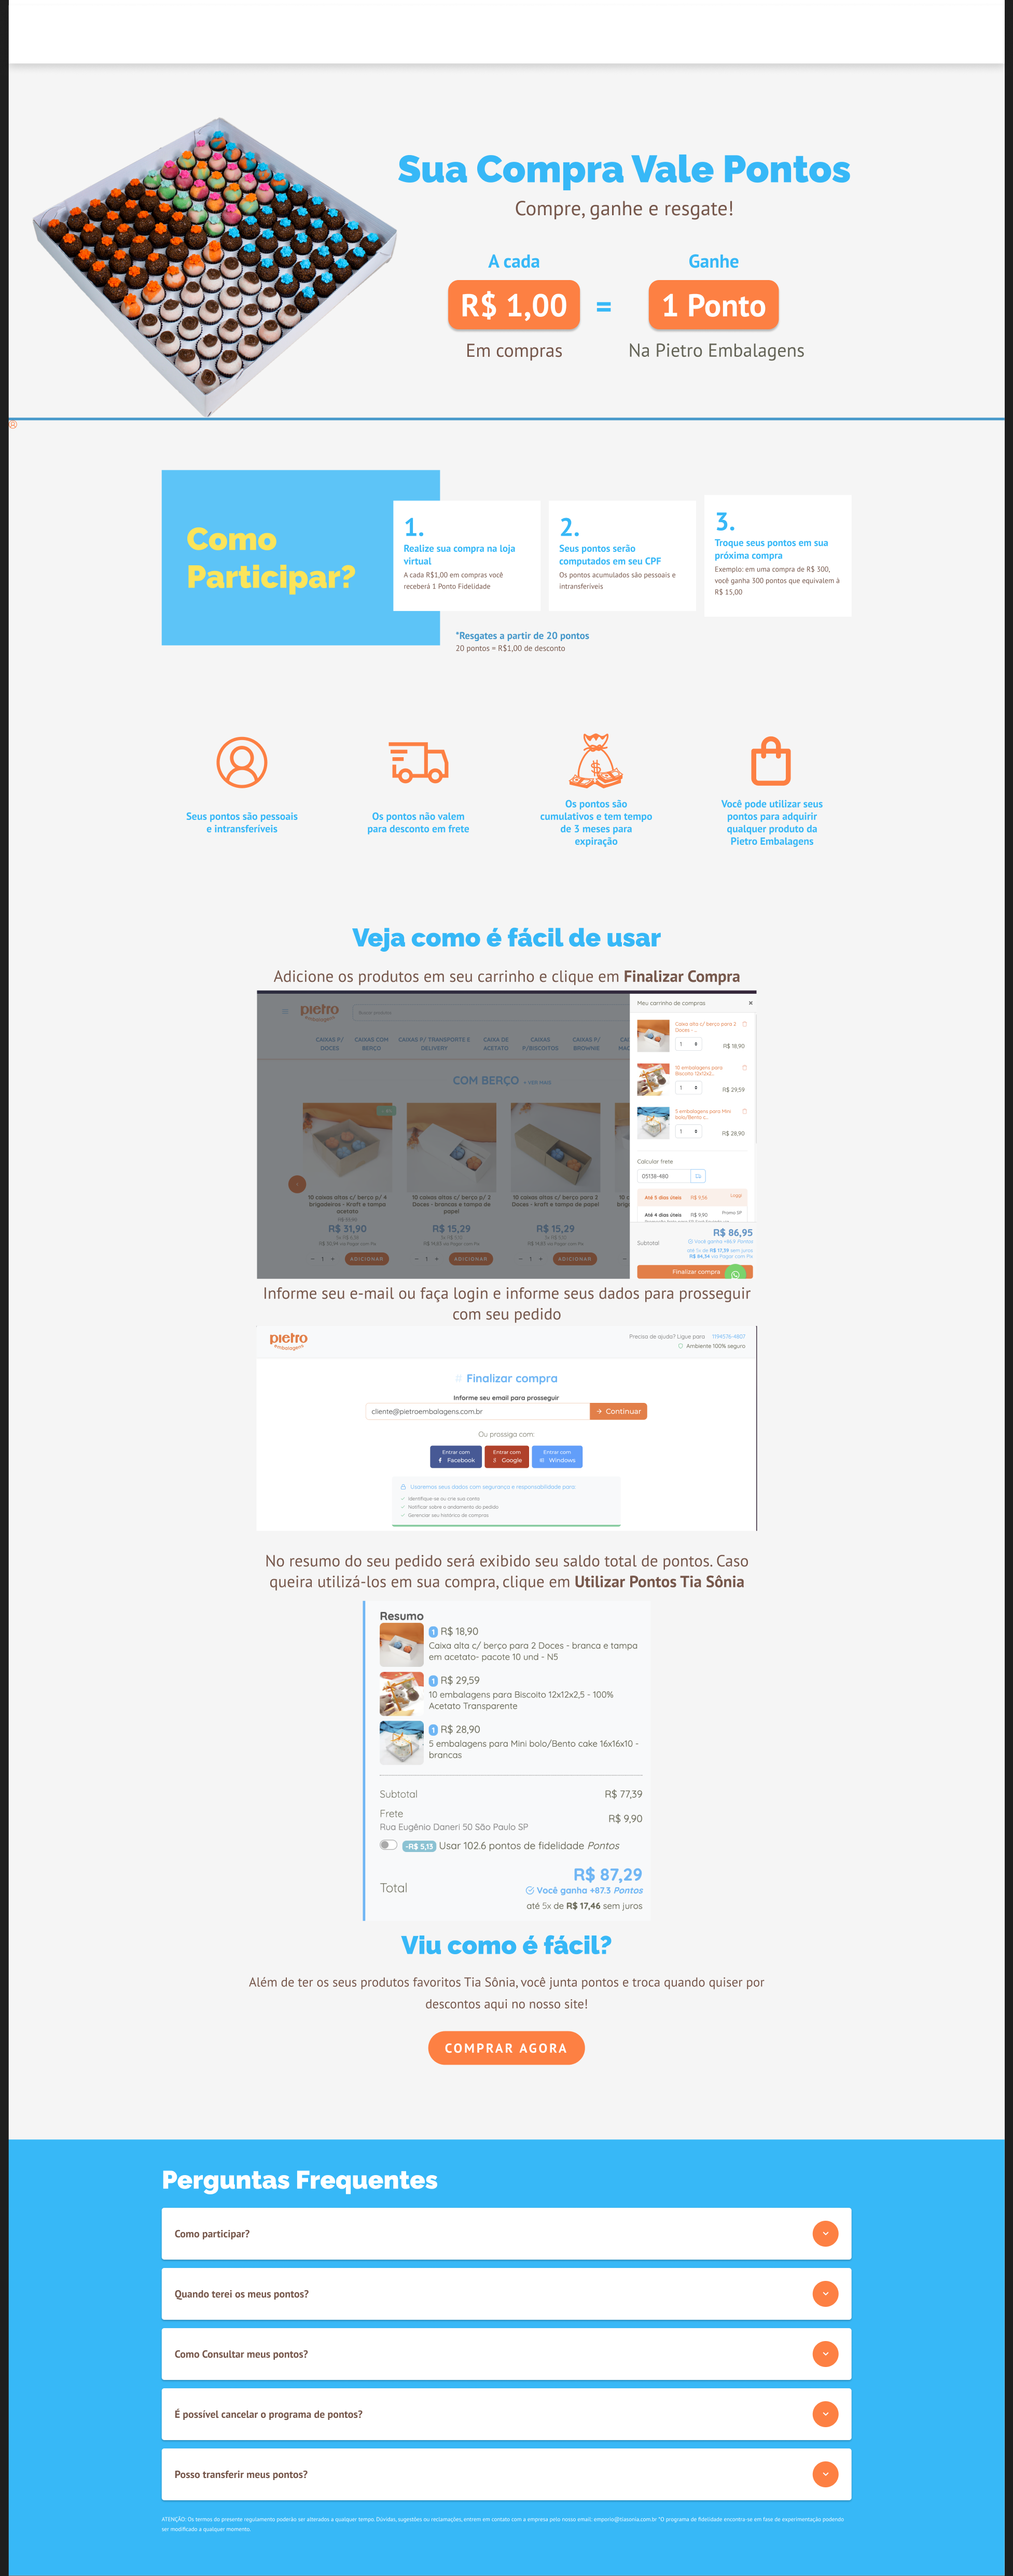 Sua Compra Vale Pontos
Compre, ganhe e resgate!
A cada
Ganhe
R$ 1,00
=
1 Ponto
Em compras
Na Pietro Embalagens
Como
Participar?
1.
Realize sua compra na loja
virtual
A cada R$1,00 em compras você
receberá 1 Ponto Fidelidade
2.
Seus pontos serão
computados em seu CPF
Os pontos acumulados são pessoais e
intransferíveis
3.
Troque seus pontos em sua
próxima compra
Exemplo: em uma compra de R$ 300,
você ganha 300 pontos que equivalem à
R$ 15,00
*Resgates a partir de 20 pontos
20 pontos = R$1,00 de desconto
Seus pontos são pessoais
e intransferíveis
Os pontos não valem
para desconto em frete
Os pontos são
cumulativos e tem tempo
de 3 meses para
expiração
Você pode utilizar seus
pontos para adquirir
qualquer produto da
Pietro Embalagens
Veja como é fácil de usar
Adicione os produtos em seu carrinho e clique em Finalizar Compra
pietro
embalagens
CAIXAS P/
DOCES
CAIXAS COM
BERÇO
CAIXAS P/ TRANSPORTE E
DELIVERY
CAIXA DE
ACETATO
CAIXAS
P/BISCOITOS
CAIXAS P/
BROWNIE
COM BERÇO + VER MAIS
10 caixas altas c/ berço p/ 4
brigadeiros - Kraft e tampa
acetato
R$ 31,90
ADICIONAR
10 caixas altas c/ berço p/ 2
Doces - brancas e tampa de
papel
R$ 15,29
ADICIONAR
10 caixas altas c/ berço para 2
Doces - kraft e tampa de papel
R$ 15,29
ADICIONAR
Meu carrinho de compras
Caixa alta c/ berço para 2
Doces -...
1
R$ 18,90
10 embalagens para
Biscoito 12x12x2...
1
R$ 29,59
5 embalagens para Mini
bolo/Bento c...
1
R$ 28,90
Calcular frete
05138-480
Até 5 dias úteis R$ 9,56 Loggi
Até 4 dias úteis R$ 9,90 Promo SP
Subtotal
R$ 86,95
Você ganha +86.9 Pontos
até 5x de R$ 17,39 sem juros
Finalizar compra
Informe seu e-mail ou faça login e informe seus dados para prosseguir
com seu pedido
pietro
embalagens
Precisa de ajuda? Ligue para: 1194576-4807
Ambiente 100% seguro
Finalizar compra
Informe seu email para prosseguir
cliente@pietroembalagens.com.br
Continuar
Ou prossiga com:
Entrar com
Facebook
Entrar com
Google
Entrar com
Windows
Usaremos seus dados com segurança e responsabilidade para:
Identifique-se ou crie sua conta
Notificar sobre o andamento do pedido
Gerenciar seu histórico de compras
No resumo do seu pedido será exibido seu saldo total de pontos. Caso
queira utilizá-los em sua compra, clique em Utilizar Pontos Tia Sônia
Resumo
1 R$ 18,90
Caixa alta c/ berço para 2 Doces - branca e tampa
em acetato- pacote 10 und - N5
1 R$ 29,59
10 embalagens para Biscoito 12x12x2,5 - 100%
Acetato Transparente
1 R$ 28,90
5 embalagens para Mini bolo/Bento cake 16x16x10 -
brancas
Subtotal R$ 77,39
Frete
Rua Eugênio Daneri 50 São Paulo SP
R$ 9,90
-R$ 5,13 Usar 102.6 pontos de fidelidade Pontos
Total
R$ 87,29
Você ganha +87.3 Pontos
até 5x de R$ 17,46 sem juros
Viu como é fácil?
Além de ter os seus produtos favoritos Tia Sônia, você junta pontos e troca quando quiser por
descontos aqui no nosso site!
COMPRAR AGORA
Perguntas Frequentes
Como participar?
Quando terei os meus pontos?
Como Consultar meus pontos?
É possível cancelar o programa de pontos?
Posso transferir meus pontos?
ATENÇÃO: Os termos do presente regulamento poderão ser alterados a qualquer tempo. Dúvidas, sugestões ou reclamações, entrem em contato com a empresa pelo nosso email: emporio@tiasonia.com.br *O programa de fidelidade encontra-se em fase de experimentação podendo
ser modificado a qualquer momento.